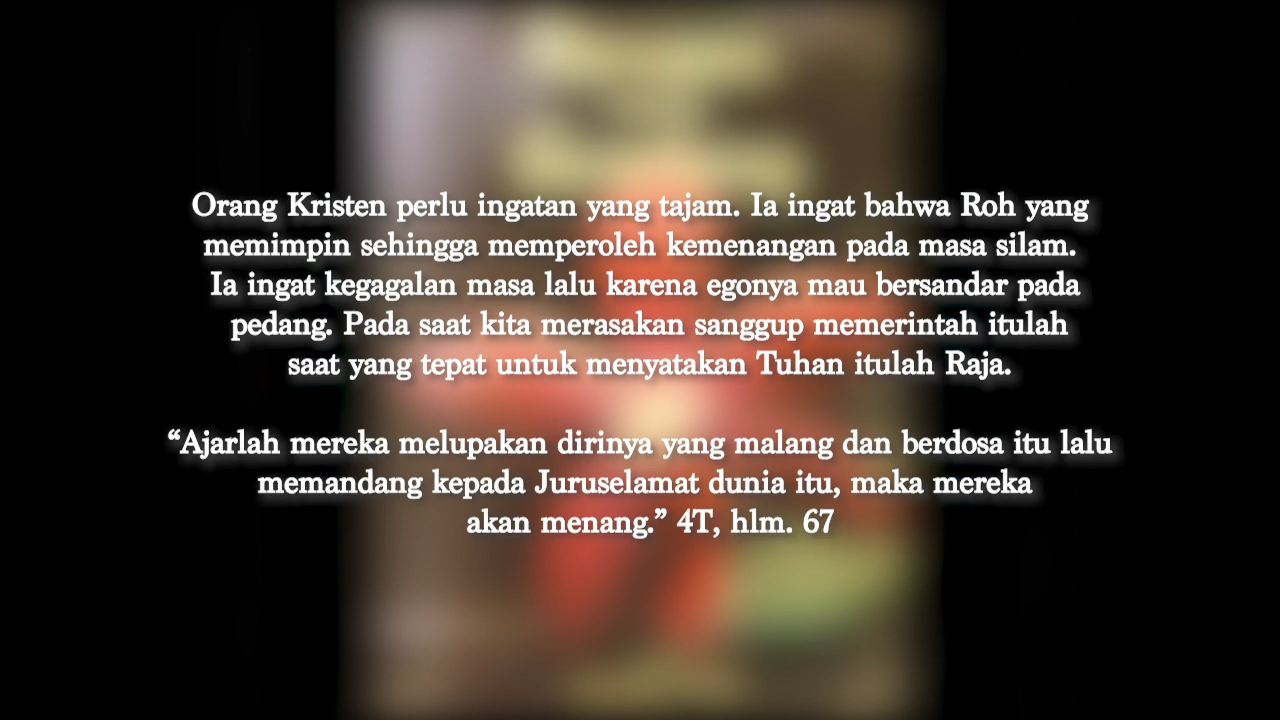 Orang Kristen perlu ingatan yang tajam. Ia ingat bahwa Roh yang
memimpin sehingga memperoleh kemenangan pada masa silam.
Ia ingat kegagalan masa lalu karena egonya mau bersandar pada
pedang. Pada saat kita merasakan sanggup memerintah itulah
saat yang tepat untuk menyatakan Tuhan itulah Raja.
“Ajarlah mereka melupakan dirinya yang malang dan berdosa itu lalu
memandang kepada Juruselamat dunia itu, maka mereka
akan menang.” 4T, hlm. 67